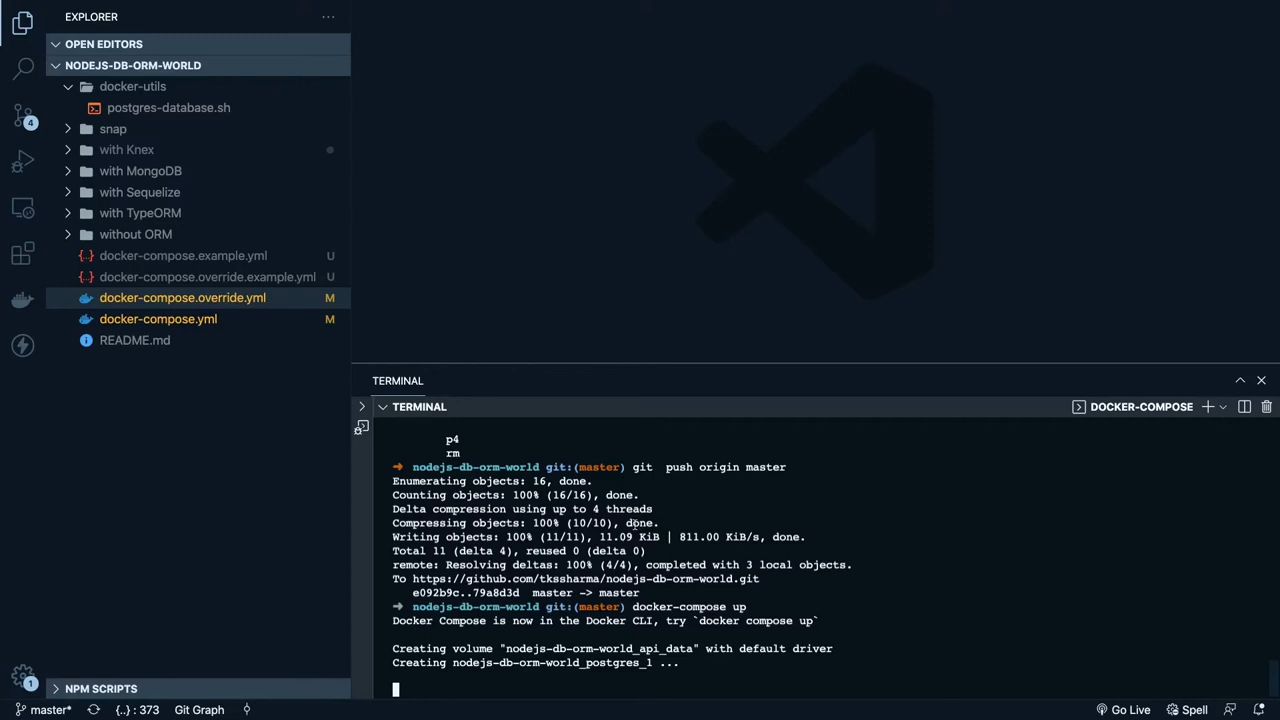 EXPLORER
OPEN EDITORS
NODEJS-DB-ORM-WORLD
docker-utils
postgres-database.sh
snap
4
with Knex
with MongoDB
with Sequelize
with TypeORM
without ORM
docker-compose.example.yml U
docker-compose.override.example.yml U
docker-compose.override.yml M
docker-compose.yml M
README.md
TERMINAL
TERMINAL
DOCKER-COMPOSE
p4
rm
➜ nodejs-db-orm-world git:(master) git  push origin master
Enumerating objects: 16, done.
Counting objects: 100% (16/16), done.
Delta compression using up to 4 threads
Compressing objects: 100% (10/10), done.
Writing objects: 100% (11/11), 11.09 KiB | 811.00 KiB/s, done.
Total 11 (delta 4), reused 0 (delta 0)
remote: Resolving deltas: 100% (4/4), completed with 3 local objects.
To https://github.com/tkssharma/nodejs-db-orm-world.git
e092b9c..79a8d3d  master -> master
➜ nodejs-db-orm-world git:(master) docker-compose up
Docker Compose is now in the Docker CLI, try `docker compose up`
Creating volume "nodejs-db-orm-world_api_data" with default driver
Creating nodejs-db-orm-world_postgres_1 ...
1
NPM SCRIPTS
master* {..} : 373 Git Graph Go Live Spell